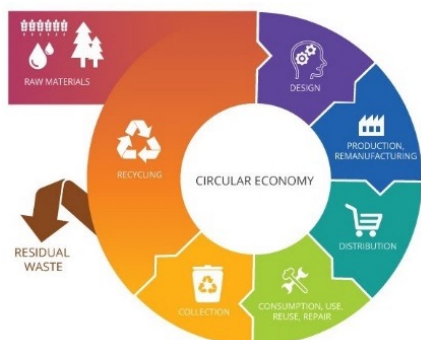 RAW MATERIALS
DESIGN
PRODUCTION,
REMANUFACTURING
RECYCLING
CIRCULAR ECONOMY
DISTRIBUTION
RESIDUAL
WASTE
COLLECTION
CONSUMPTION, USE,
REUSE, REPAIR